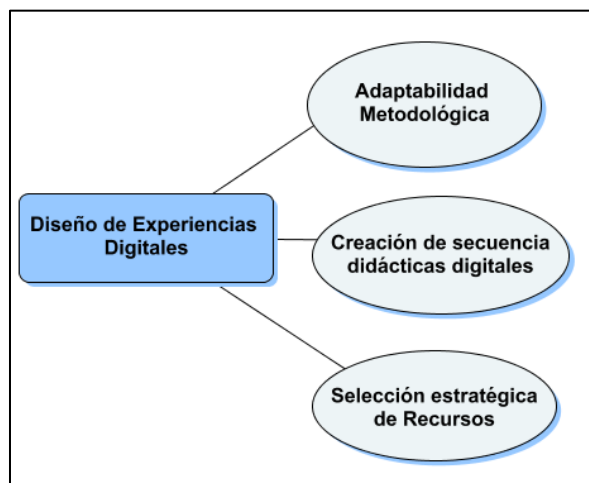 Adaptabilidad
Metodológica
Diseño de Experiencias
Digitales
Creación de secuencia
didácticas digitales
Selección estratégica
de Recursos